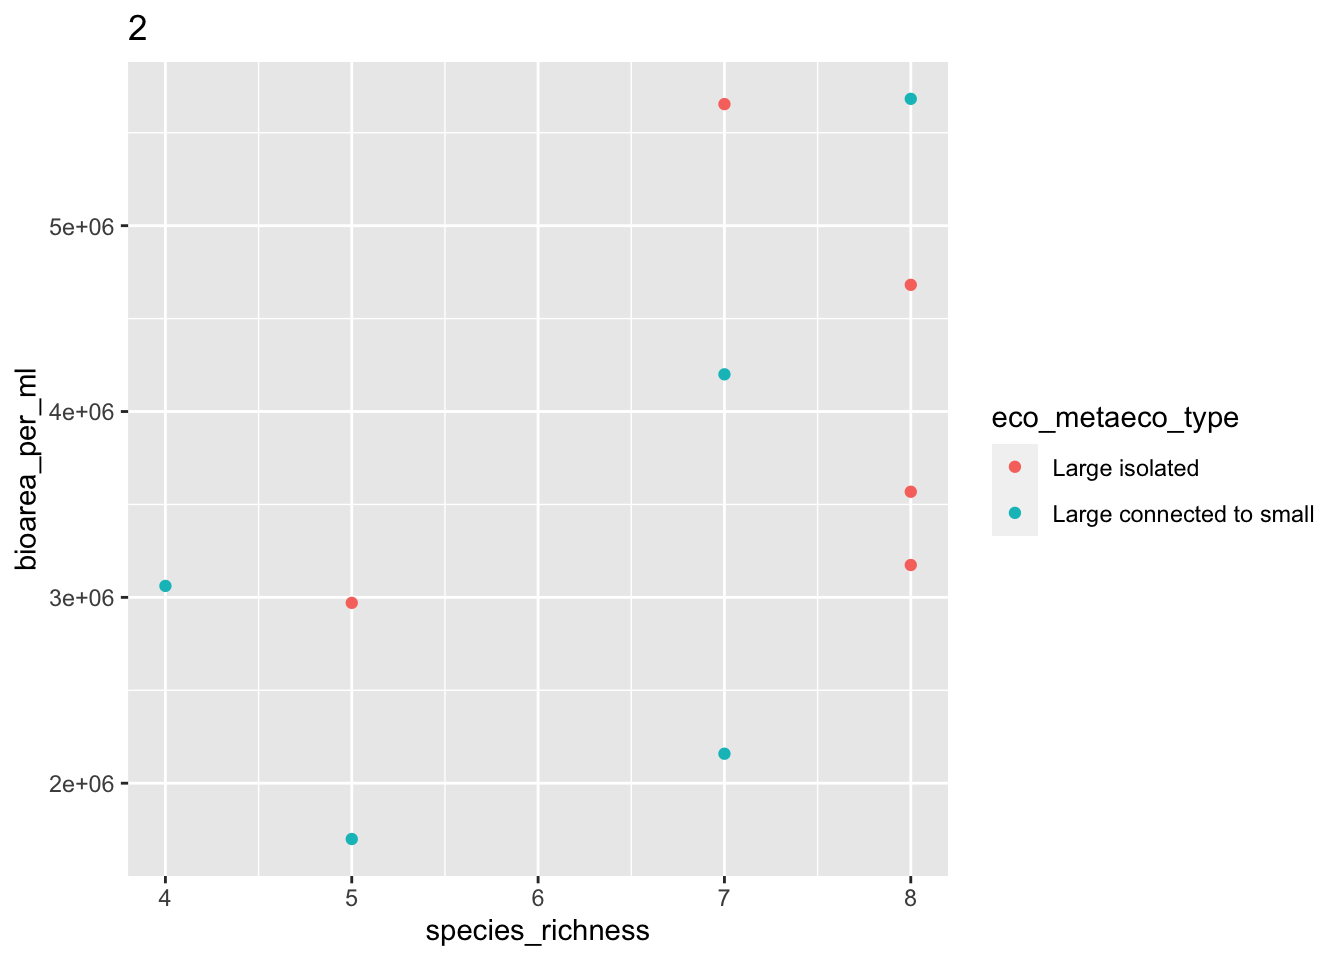 2
bioarea_per_ml
5e+06
4e+06
3e+06
2e+06
4 5 6 7 8
species_richness
eco_metaeco_type
Large isolated
Large connected to small